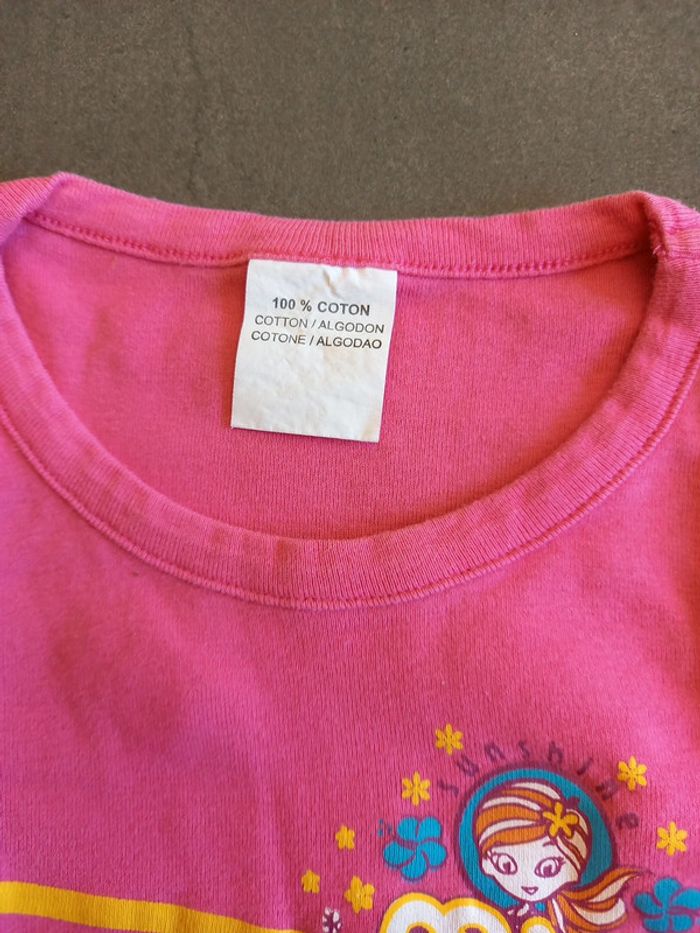 100 % COTON
COTTON / ALGODON
COTONE / ALGODAO
sunshine